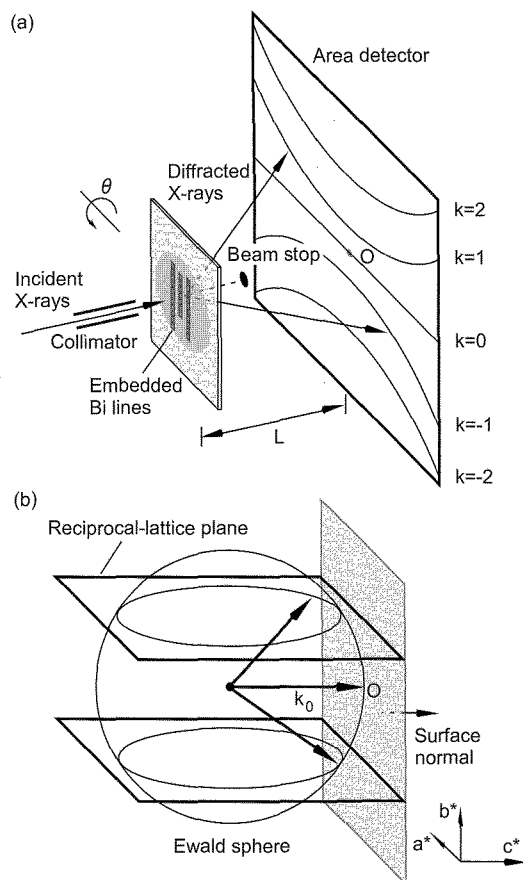 (a)
Area detector
Diffracted
X-rays
θ
k=2
k=1
O
Beam stop
Incident
X-rays
k=0
Collimator
Embedded
Bi lines
L
k=-1
k=-2
(b)
Reciprocal-lattice plane
k₀
O
Surface
normal
Ewald sphere
b*
a*
c*